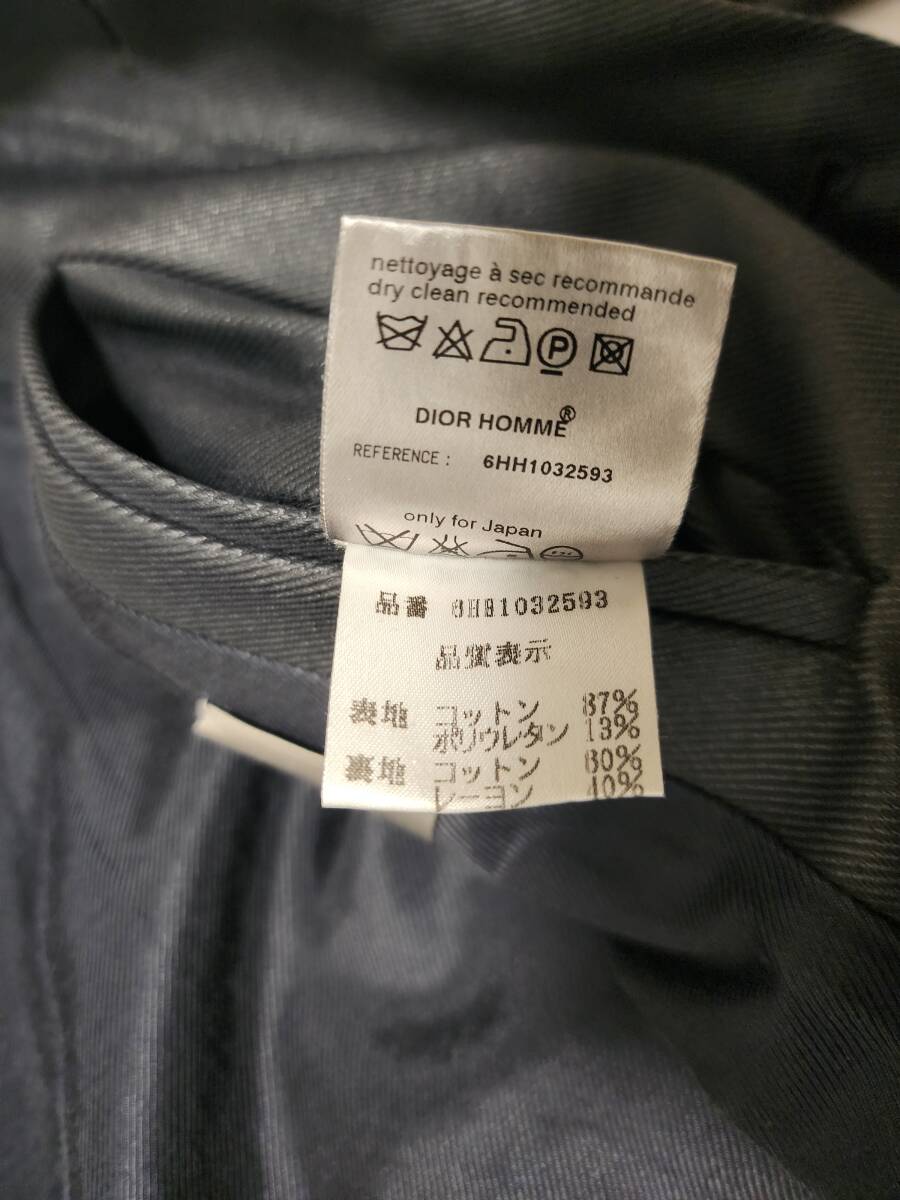 nettoyage à sec recommande
dry clean recommended
P
DIOR HOMME®
REFERENCE : 6HH1032593
only for Japan
品番 6HH1032593
品質表示
表地 コットン 87%
ポリウレタン 13%
裏地 コットン 60%
レーヨン 40%